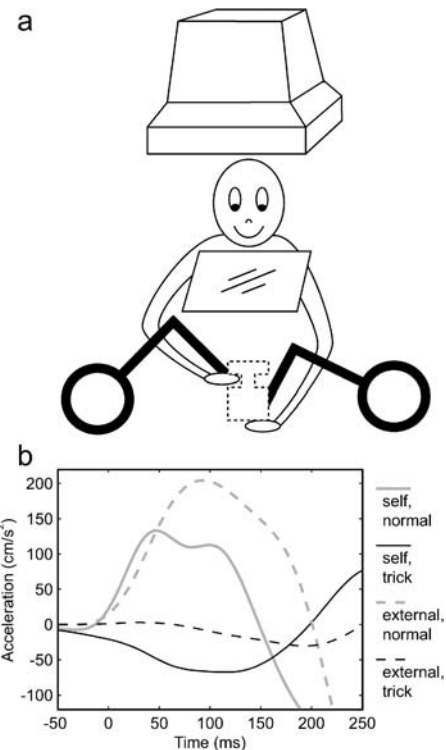 a
b
Acceleration (cm/s²)
200
150
100
50
0
-50
-100
-50
0
50
100
150
200
250
Time (ms)
self,
normal
self,
trick
external,
normal
external,
trick